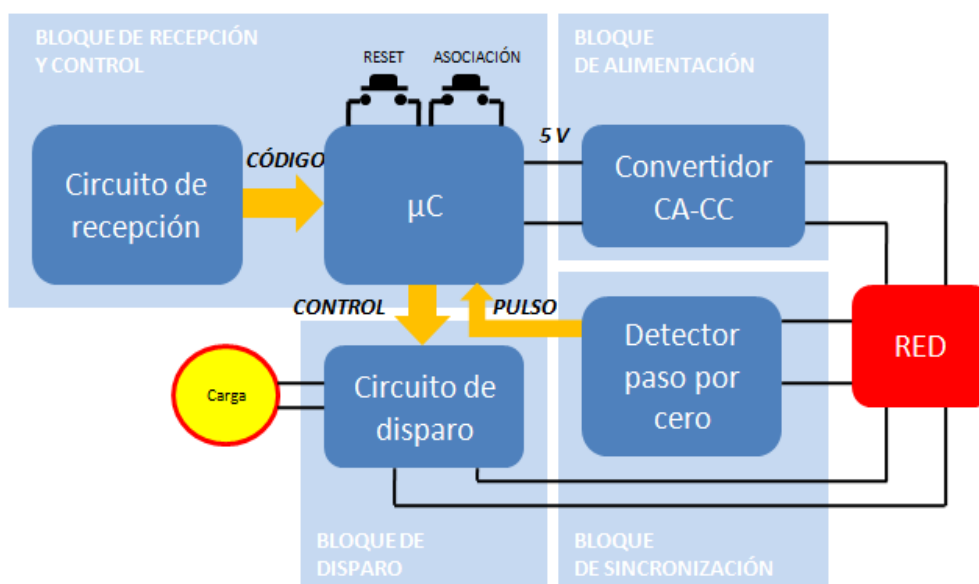 BLOQUE DE RECEPCIÓN
Y CONTROL
BLOQUE
DE ALIMENTACIÓN
RESET
ASOCIACIÓN
5 V
CÓDIGO
Circuito de
recepción
µC
Convertidor
CA-CC
CONTROL
PULSO
Detector
paso por
cero
RED
Carga
Circuito de
disparo
BLOQUE DE
DISPARO
BLOQUE
DE SINCRONIZACIÓN